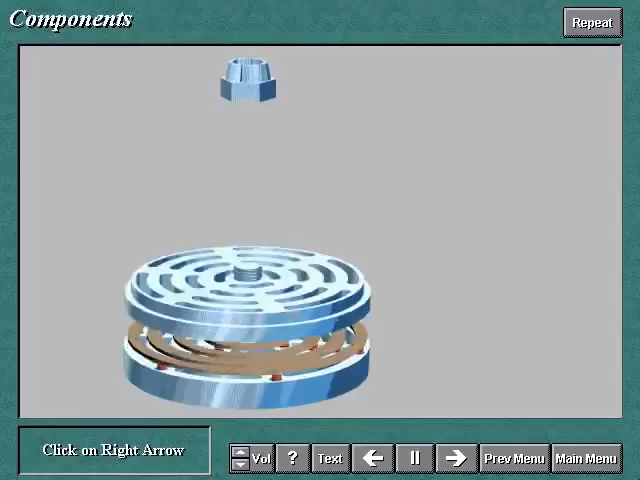 Components
Repeat
Click on Right Arrow
Vol
?
Text
Prev Menu
Main Menu